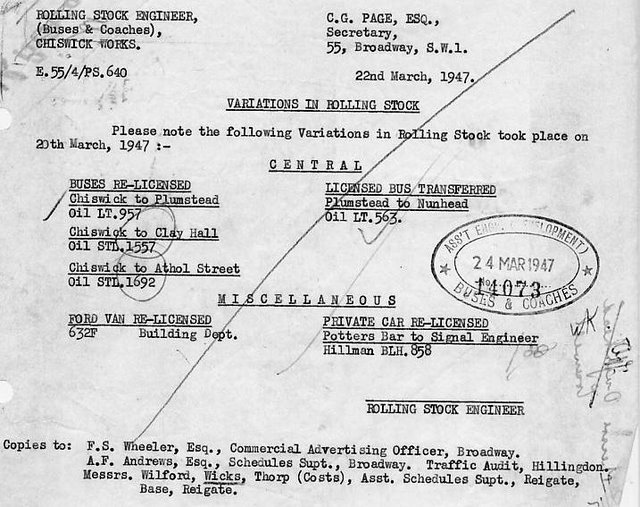 ROLLING STOCK ENGINEER,
(Buses & Coaches),
CHISWICK WORKS.
C.G. PAGE, ESQ.,
Secretary,
55, Broadway, S.W.1.
E.55/4/PS.640
22nd March, 1947.
VARIATIONS IN ROLLING STOCK
Please note the following Variations in Rolling Stock took place on
20th March, 1947 :-
CENTRAL
BUSES RE-LICENSED
Chiswick to Plumstead
Oil LT.957
Chiswick to Clay Hall
Oil STL.1557
Chiswick to Athol Street
Oil STL.1692
LICENSED BUS TRANSFERRED
Plumstead to Nunhead
Oil LT.563.
ASS'T ENGR (DEVELOPMENT)
24 MAR 1947
No 14073
BUSES & COACHES
MISCELLANEOUS
FORD VAN RE-LICENSED
632F Building Dept.
PRIVATE CAR RE-LICENSED
Potters Bar to Signal Engineer
Hillman BLH.858
ROLLING STOCK ENGINEER
Copies to: F.S. Wheeler, Esq., Commercial Advertising Officer, Broadway.
A.F. Andrews, Esq., Schedules Supt., Broadway. Traffic Audit, Hillingdon.
Messrs. Wilford, Wicks, Thorp (Costs), Asst. Schedules Supt., Reigate,
Base, Reigate.